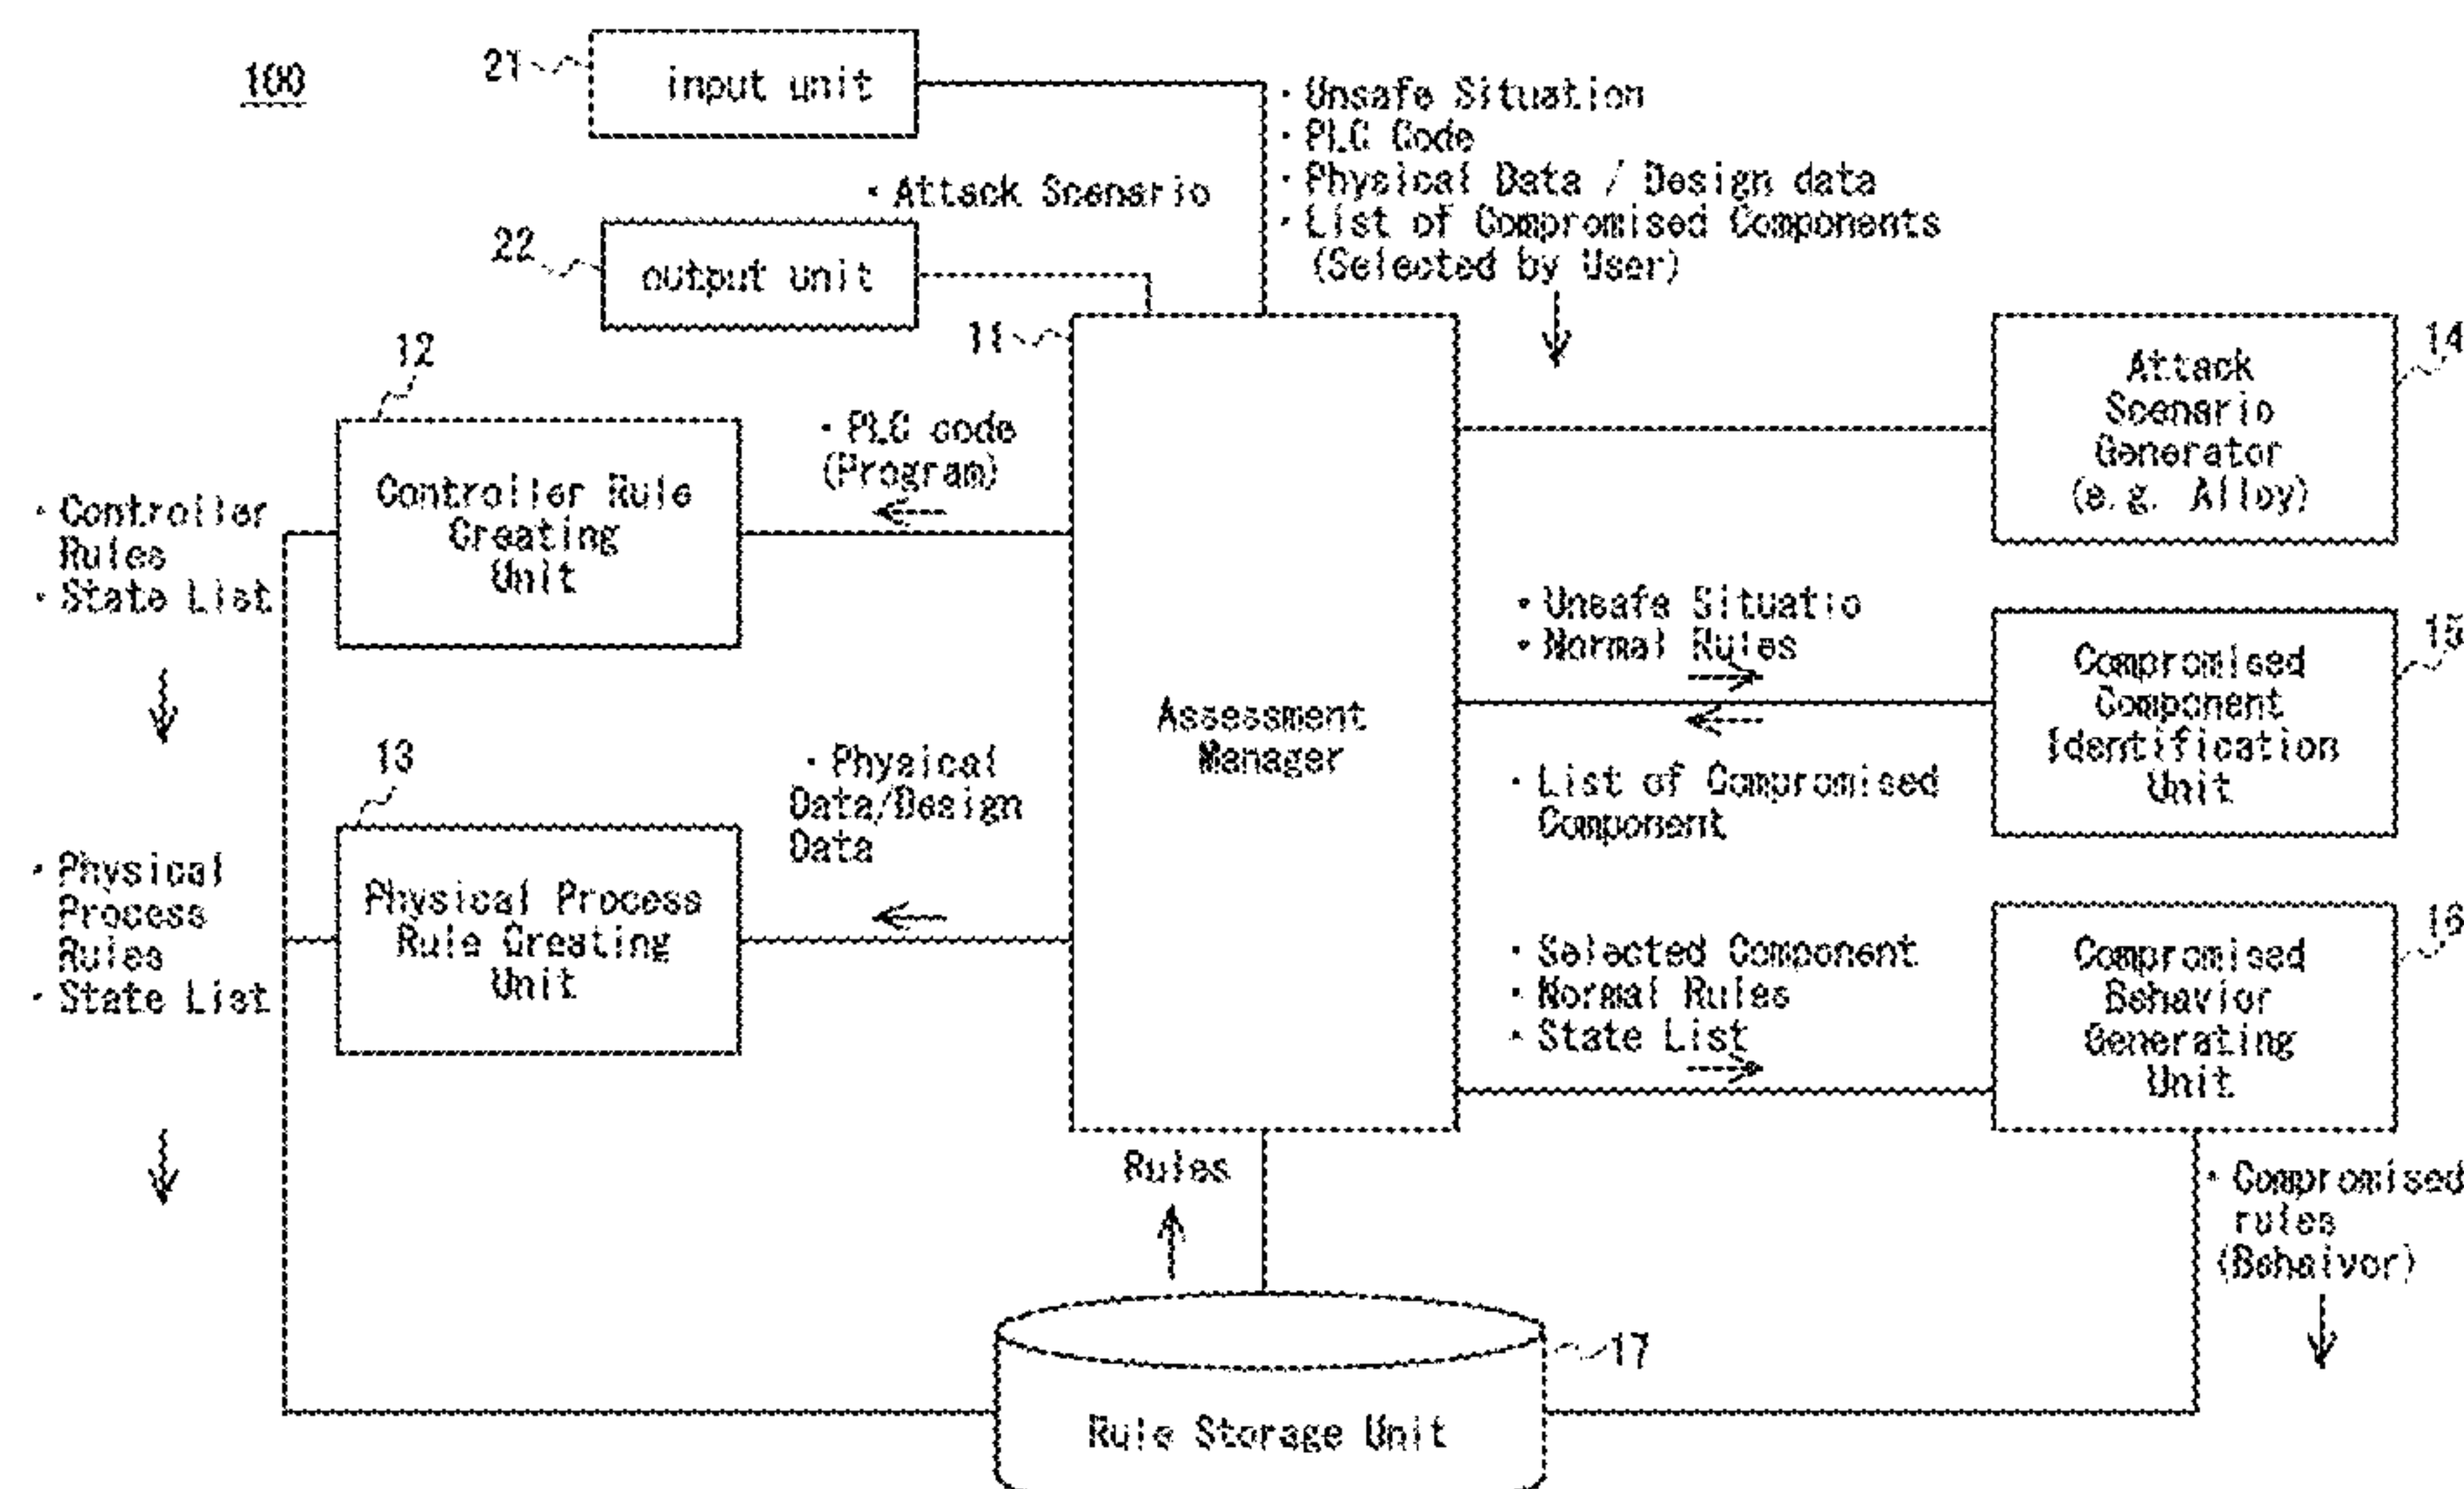 100
21
input unit
· Unsafe Situation
· PLC Code
· Physical Data / Design data
· List of Compromised Components
(Selected by User)
· Attack Scenario
22
output unit
11
Assessment
Manager
12
Controller Rule
Creating
Unit
· PLC code
(Program)
· Controller
Rules
· State List
13
Physical Process
Rule Creating
Unit
· Physical
Data/Design
Data
· Physical
Process
Rules
· State List
14
Attack
Scenario
Generator
(e.g. Alloy)
· Unsafe Situatio
· Normal Rules
15
Compromised
Component
Identification
Unit
· List of Compromised
Component
16
Compromised
Behavior
Generating
Unit
· Selected Component
· Normal Rules
· State List
Rules
· Compromised
rules
(Behaivor)
17
Rule Storage Unit